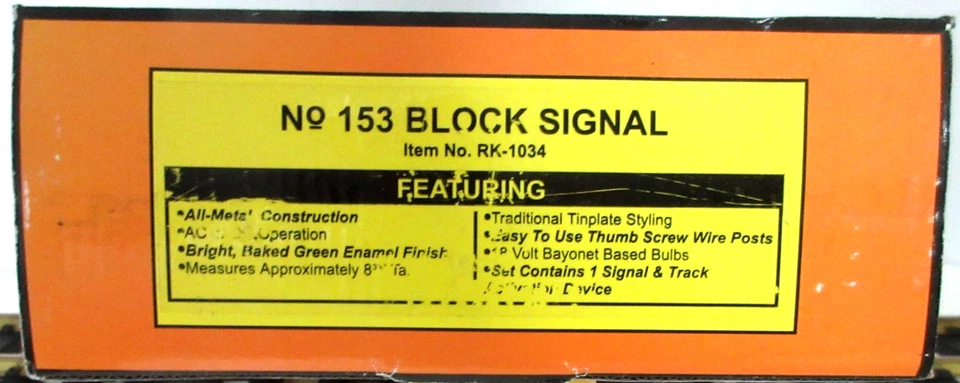 Nº 153 BLOCK SIGNAL
Item No. RK-1034
FEATURING
•All-Metal Construction
•AC Operation
•Bright, Baked Green Enamel Finish
•Measures Approximately
•Traditional Tinplate Styling
•Easy To Use Thumb Screw Wire Posts
•18 Volt Bayonet Based Bulbs
•Set Contains 1 Signal & Track
Activation Device